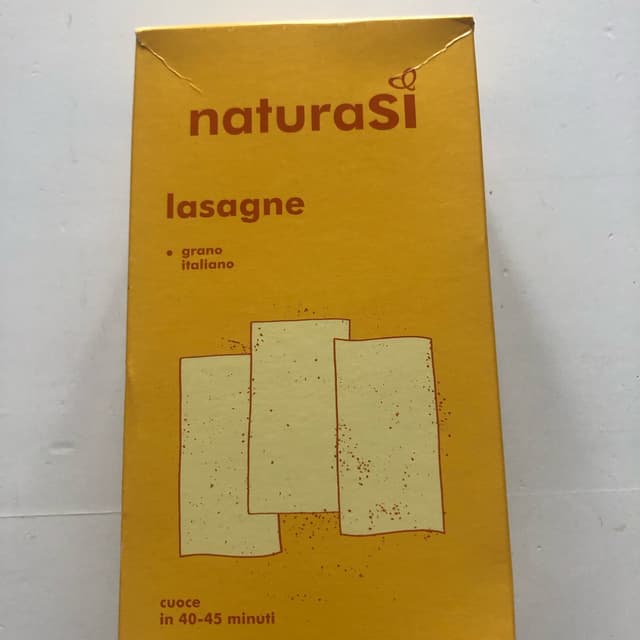 naturasì
lasagne
• grano
italiano
cuoce
in 40-45 minuti